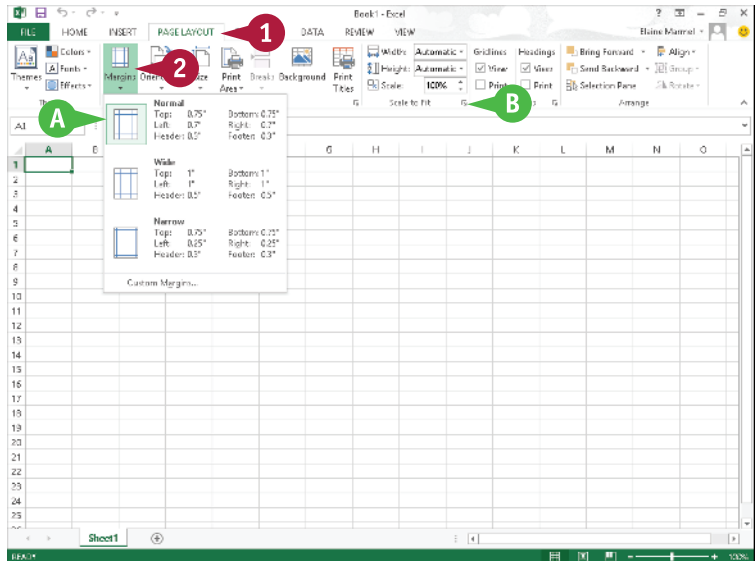 Book1 - Excel
FILE HOME INSERT PAGE LAYOUT 1 DATA REVIEW VIEW Elaine Marmel
Colors Width: Automatic Gridlines Headings Bring Forward Align
Fonts 2 Height: Automatic View View Send Backward Group
Themes Effects Margins Size Print Area Breaks Background Print Titles Scale: 100% Print Print Selection Pane Rotate
Scale to Fit B Arrange
A1 A
Normal
Top: 0.75" Bottom: 0.75"
Left: 0.7" Right: 0.7"
Header: 0.3" Footer: 0.3"
A B G H I J K L M N O
Wide
Top: 1" Bottom: 1"
Left: 1" Right: 1"
Header: 0.5" Footer: 0.5"
Narrow
Top: 0.75" Bottom: 0.75"
Left: 0.25" Right: 0.25"
Header: 0.3" Footer: 0.3"
Custom Margins...
1
2
3
4
5
6
7
8
9
10
11
12
13
14
15
16
17
18
19
20
21
22
23
24
25
Sheet1
READY 100%